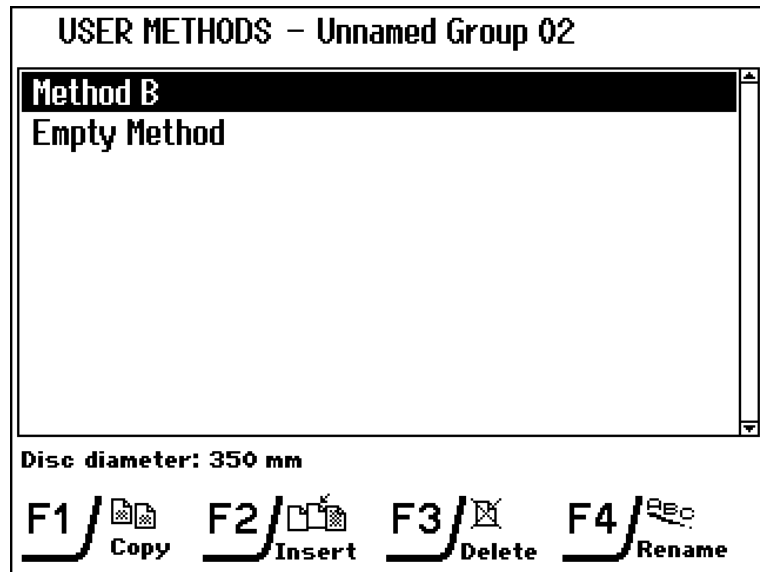 USER METHODS – Unnamed Group 02
Method B
Empty Method
Disc diameter: 350 mm
F1 Copy F2 Insert F3 Delete F4 Rename